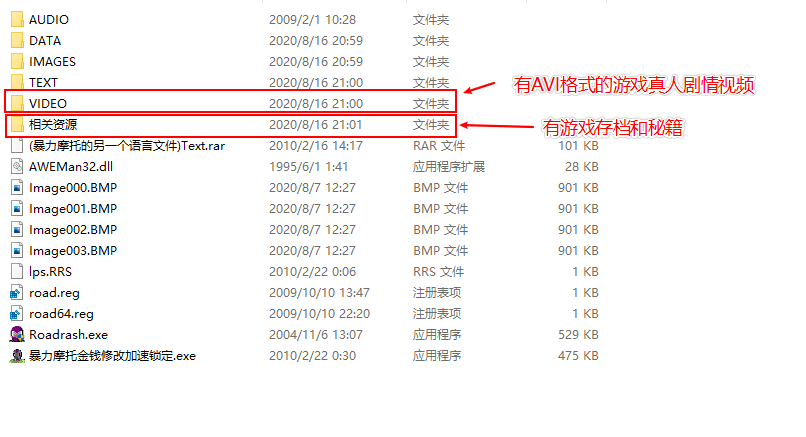 AUDIO 2009/2/1 10:28 文件夹
DATA 2020/8/16 20:59 文件夹
IMAGES 2020/8/16 20:59 文件夹
TEXT 2020/8/16 21:00 文件夹
有AVI格式的游戏真人剧情视频
VIDEO 2020/8/16 21:00 文件夹
相关资源 2020/8/16 21:01 文件夹
有游戏存档和秘籍
(暴力摩托的另一个语言文件)Text.rar 2010/2/16 14:17 RAR 文件 101 KB
AWEMan32.dll 1995/6/1 1:41 应用程序扩展 28 KB
Image000.BMP 2020/8/7 12:27 BMP 文件 901 KB
Image001.BMP 2020/8/7 12:27 BMP 文件 901 KB
Image002.BMP 2020/8/7 12:27 BMP 文件 901 KB
Image003.BMP 2020/8/7 12:27 BMP 文件 901 KB
lps.RRS 2010/2/22 0:06 RRS 文件 1 KB
road.reg 2009/10/10 13:47 注册表项 1 KB
road64.reg 2009/10/10 22:20 注册表项 1 KB
Roadrash.exe 2004/11/6 13:07 应用程序 529 KB
暴力摩托金钱修改加速锁定.exe 2010/2/22 0:30 应用程序 475 KB